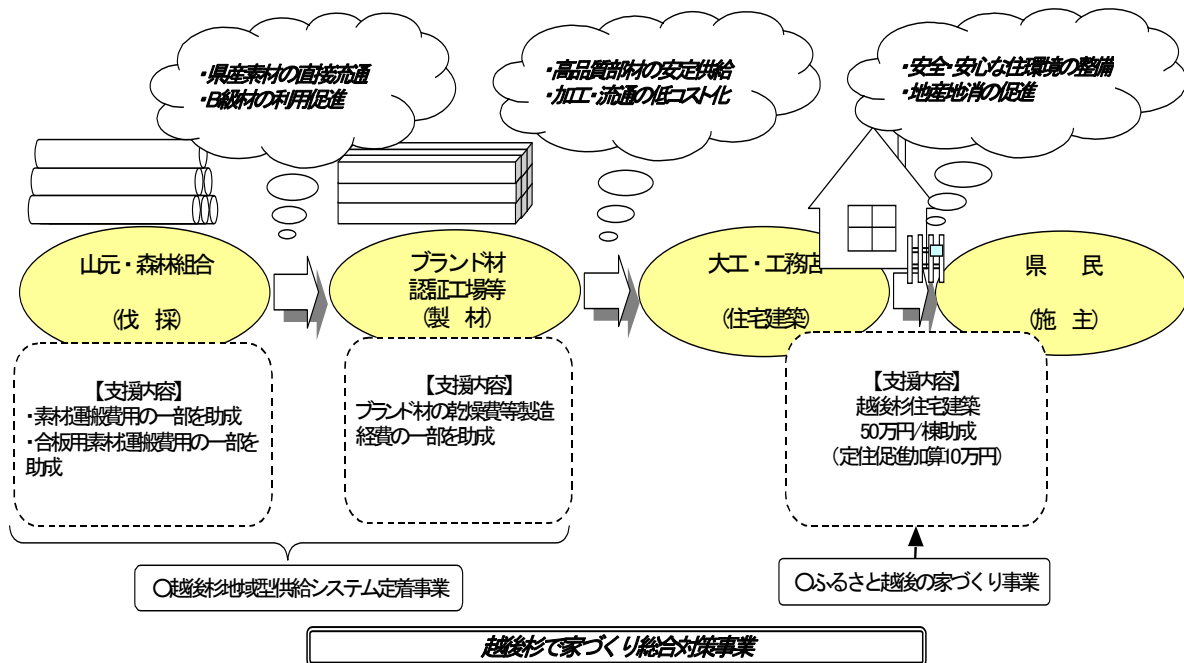 ・県産素材の直接流通
・B級材の利用促進
・高品質部材の安定供給
・加工・流通の低コスト化
・安全・安心な住環境の整備
・地産地消の促進
山元・森林組合
(伐 採)
ブランド材
認証工場等
(製 材)
大工・工務店
(住宅建築)
県 民
(施 主)
【支援内容】
・素材運搬費用の一部を助成
・合板用素材運搬費用の一部を
助成
【支援内容】
ブランド材の乾燥費等製造
経費の一部を助成
【支援内容】
越後杉住宅建築
50万円/棟助成
(定住促進加算10万円)
○越後杉地域型供給システム定着事業
○ふるさと越後の家づくり事業
越後杉で家づくり総合対策事業